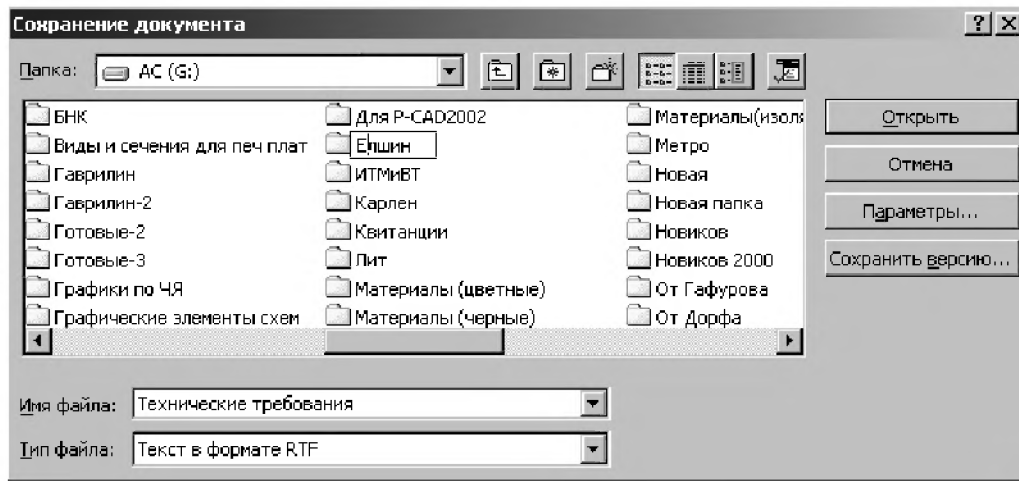 Сохранение документа
Папка: AC (G:)
БНК
Виды и сечения для печ плат
Гаврилин
Гаврилин-2
Готовые-2
Готовые-3
Графики по ЧЯ
Графические элементы схем
Для P-CAD2002
Елшин
ИТМиВТ
Карлен
Квитанции
Лит
Материалы (цветные)
Материалы (черные)
Материалы(изоля
Метро
Новая
Новая папка
Новиков
Новиков 2000
От Гафурова
От Дорфа
Открыть
Отмена
Параметры...
Сохранить версию...
Имя файла: Технические требования
Тип файла: Текст в формате RTF